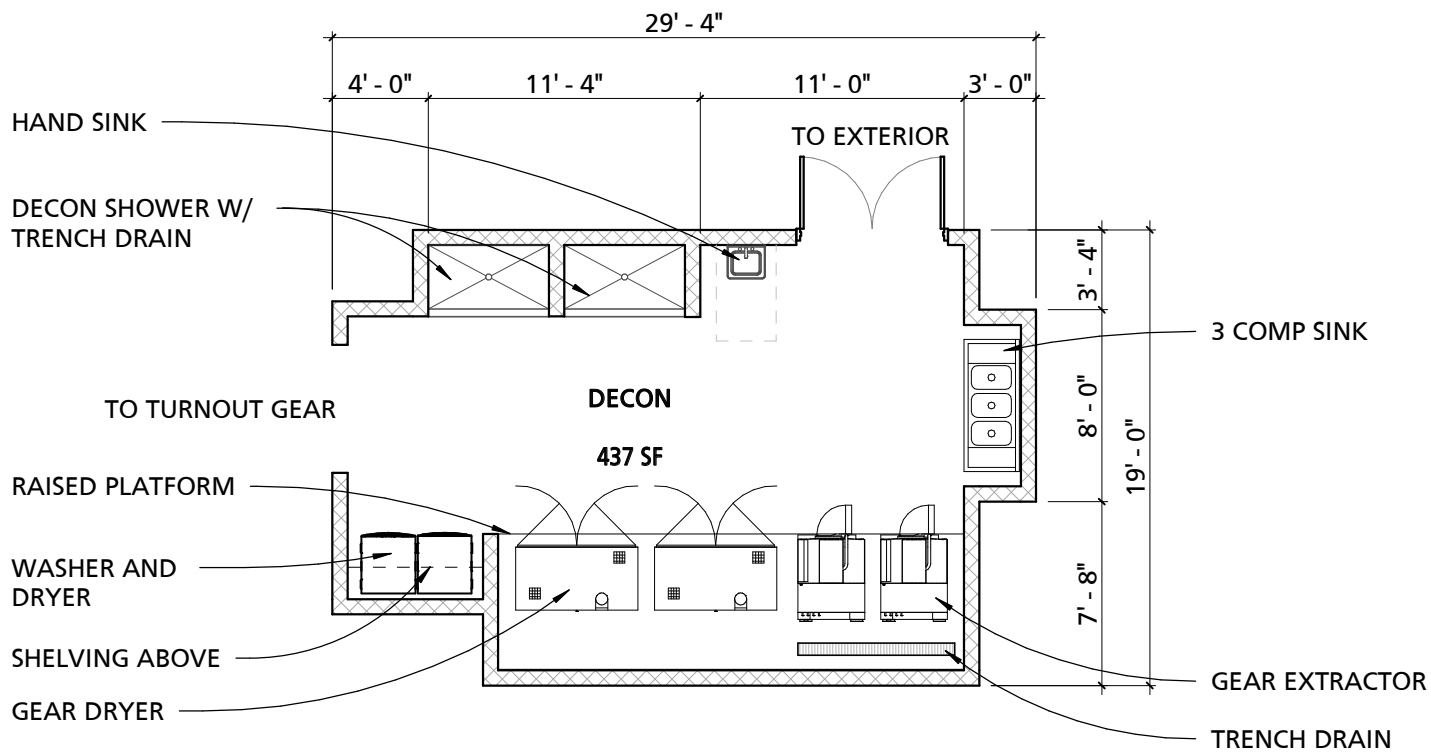 29' - 4"
4' - 0"
11' - 4"
11' - 0"
3' - 0"
HAND SINK
TO EXTERIOR
DECON SHOWER W/
TRENCH DRAIN
3' - 4"
3 COMP SINK
DECON
TO TURNOUT GEAR
8' - 0"
19' - 0"
437 SF
RAISED PLATFORM
WASHER AND
DRYER
7' - 8"
SHELVING ABOVE
GEAR EXTRACTOR
GEAR DRYER
TRENCH DRAIN